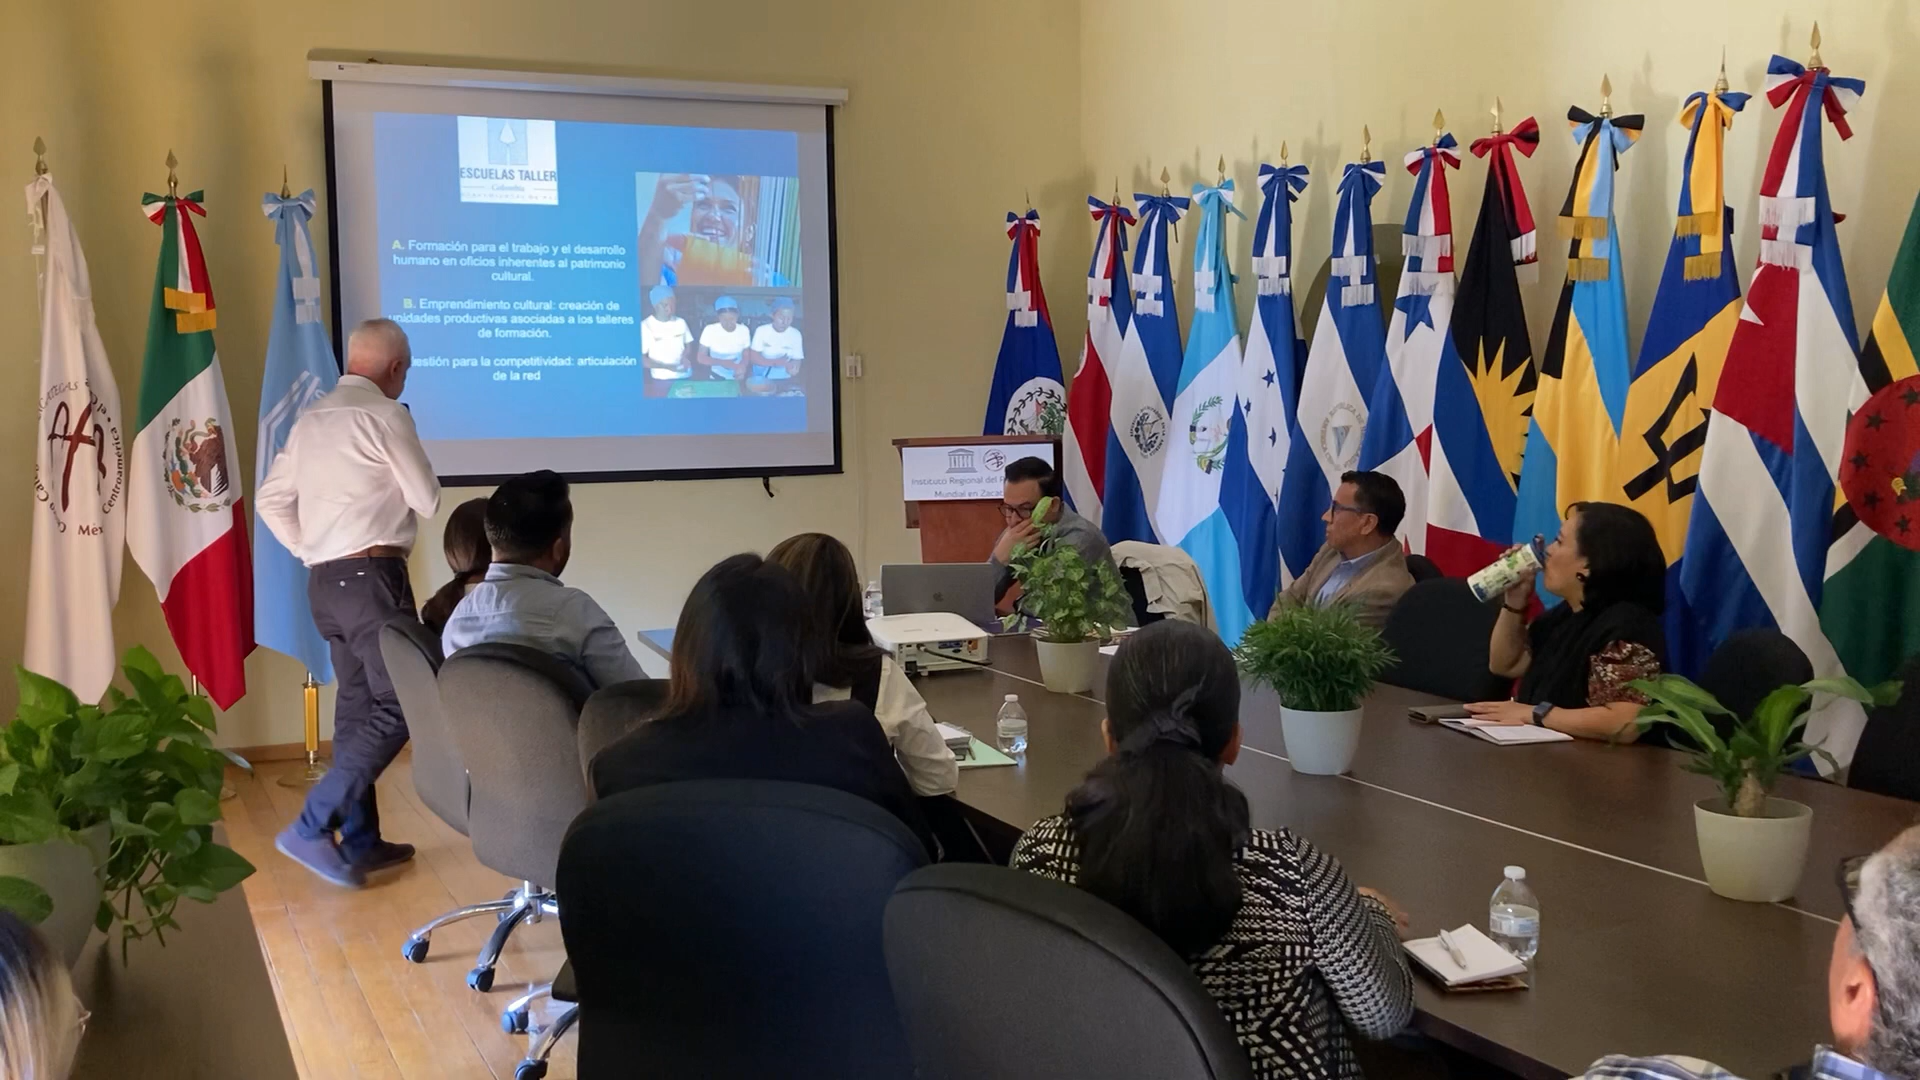 ESCUELAS TALLER
Colombia
A. Formación para el trabajo y el desarrollo
humano en oficios inherentes al patrimonio
cultural.
B. Emprendimiento cultural: creación de
unidades productivas asociadas a los talleres
de formación.
estión para la competitividad: articulación
de la red
Instituto Regional del
Mundial en Zacat
Centroamérica